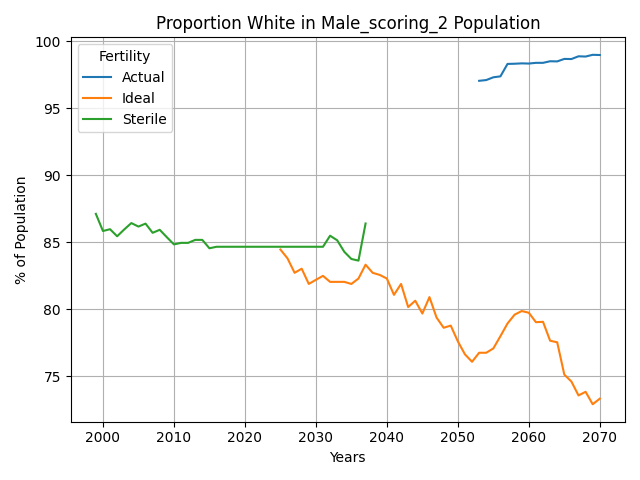 Proportion White in Male_scoring_2 Population
Fertility
Actual
Ideal
Sterile
% of Population
100
95
90
85
80
75
2000 2010 2020 2030 2040 2050 2060 2070
Years